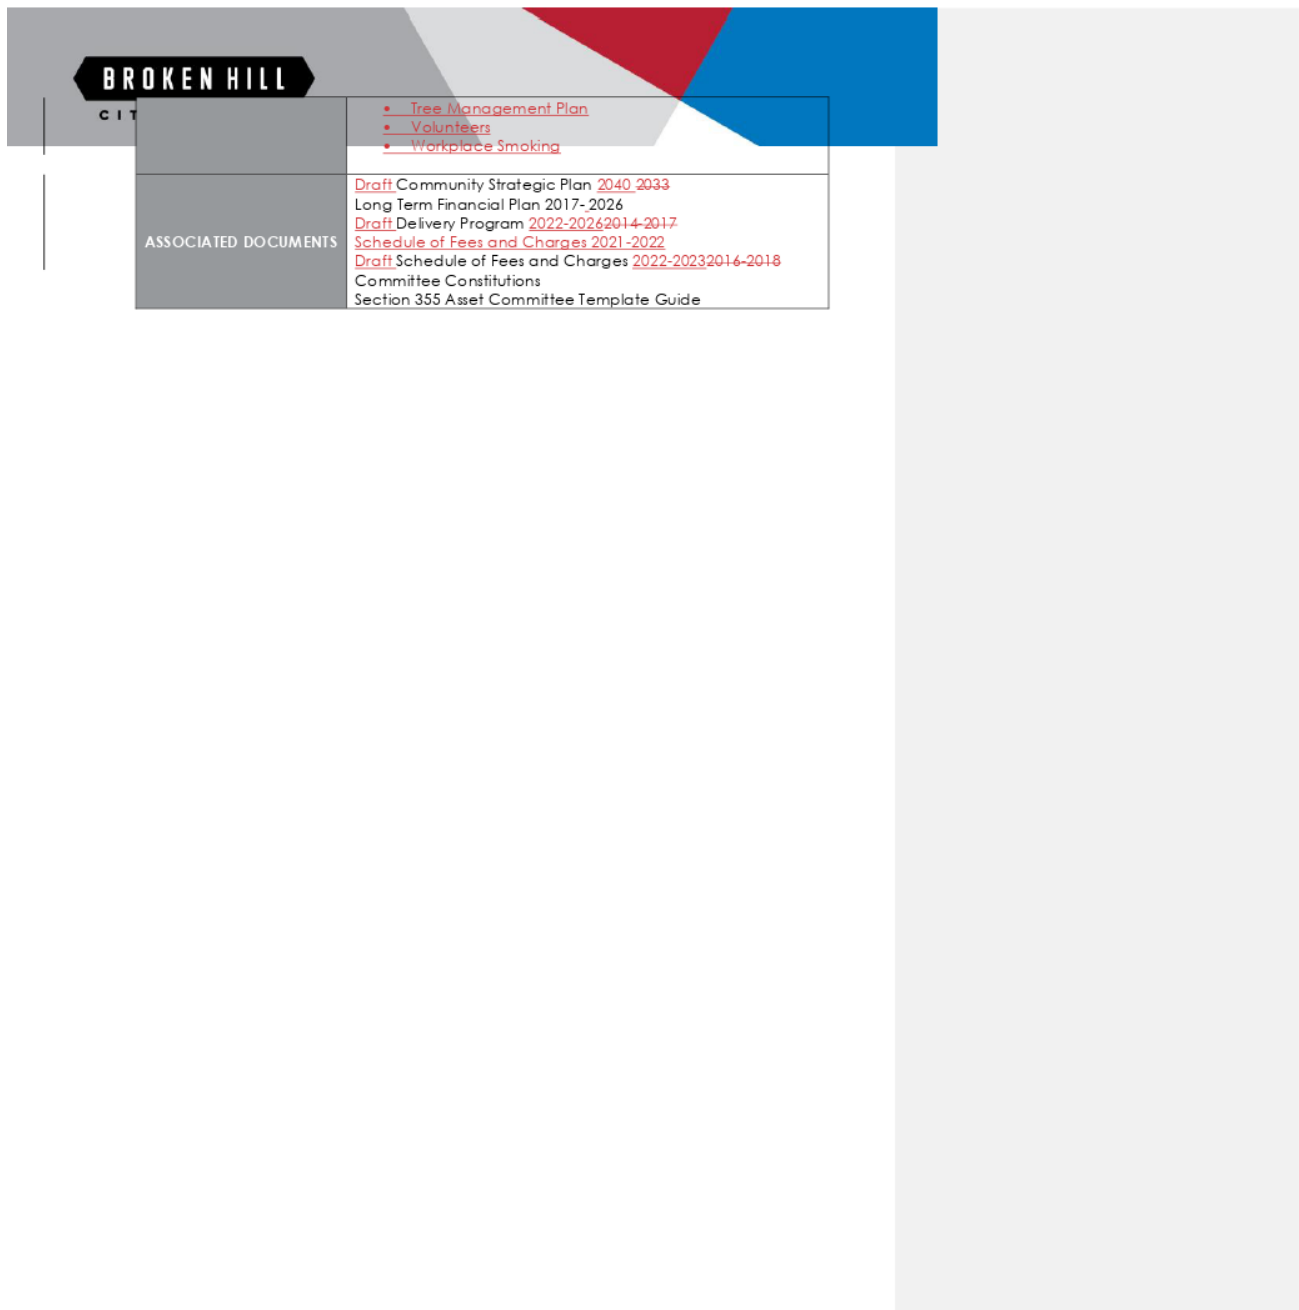 BROKEN HILL
CIT
• Tree Management Plan
• Volunteers
• Workplace Smoking
ASSOCIATED DOCUMENTS
Draft Community Strategic Plan 2040 2033
Long Term Financial Plan 2017- 2026
Draft Delivery Program 2022-20262014-2017
Schedule of Fees and Charges 2021-2022
Draft Schedule of Fees and Charges 2022-20232016-2018
Committee Constitutions
Section 355 Asset Committee Template Guide